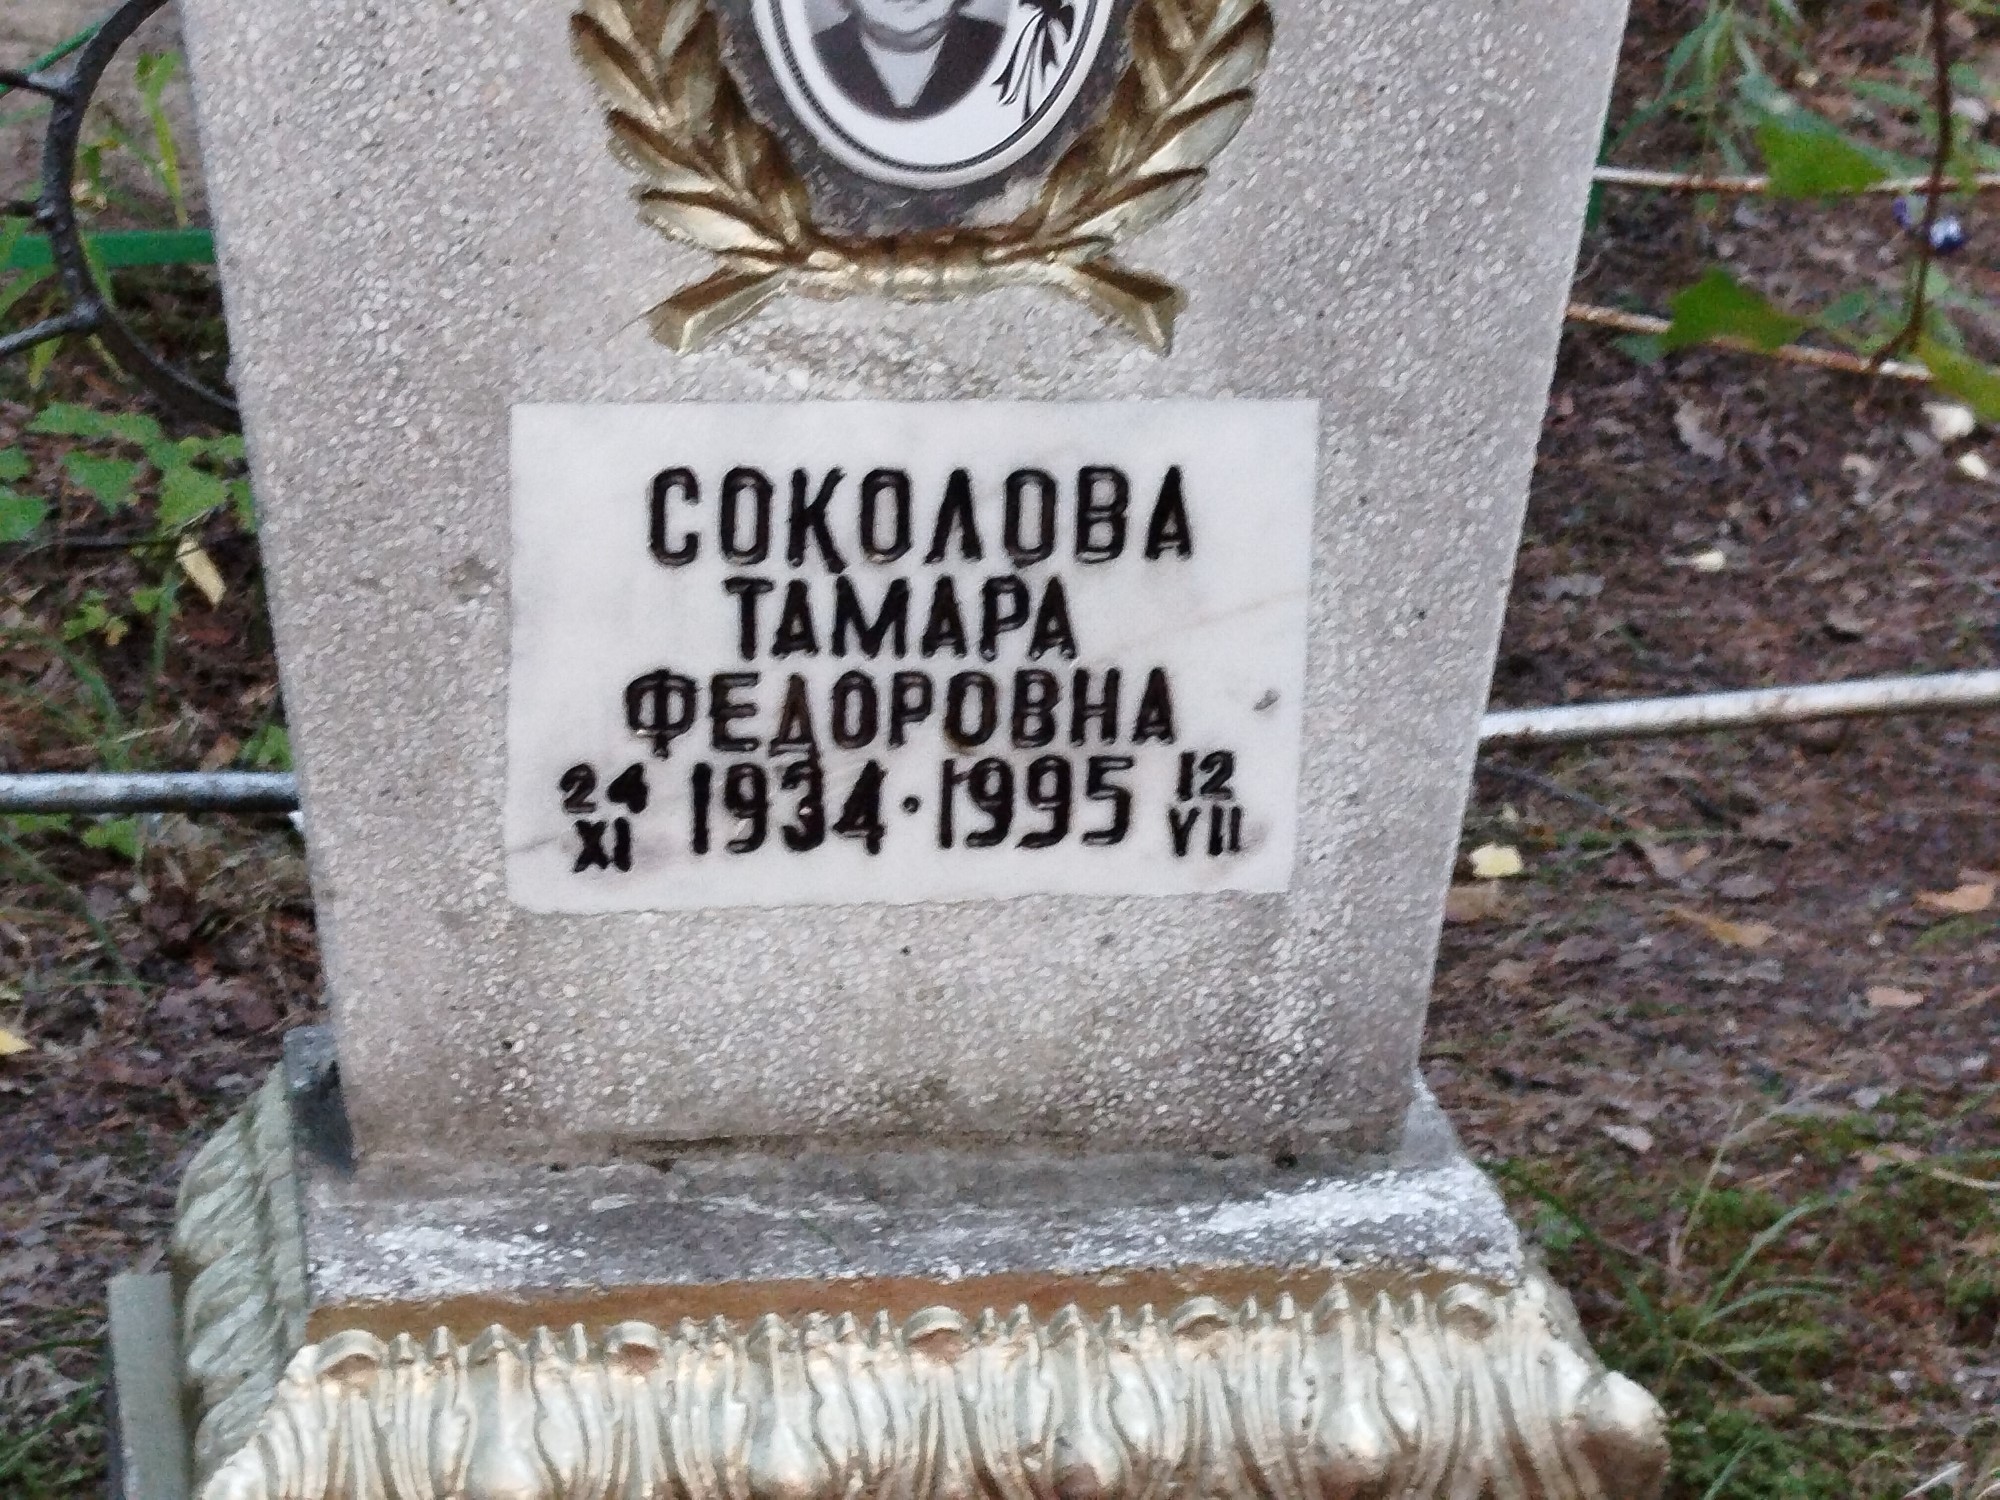 СОКОЛОВА
ТАМАРА
ФЕДОРОВНА
24 XI 1934 · 1995 12 VII